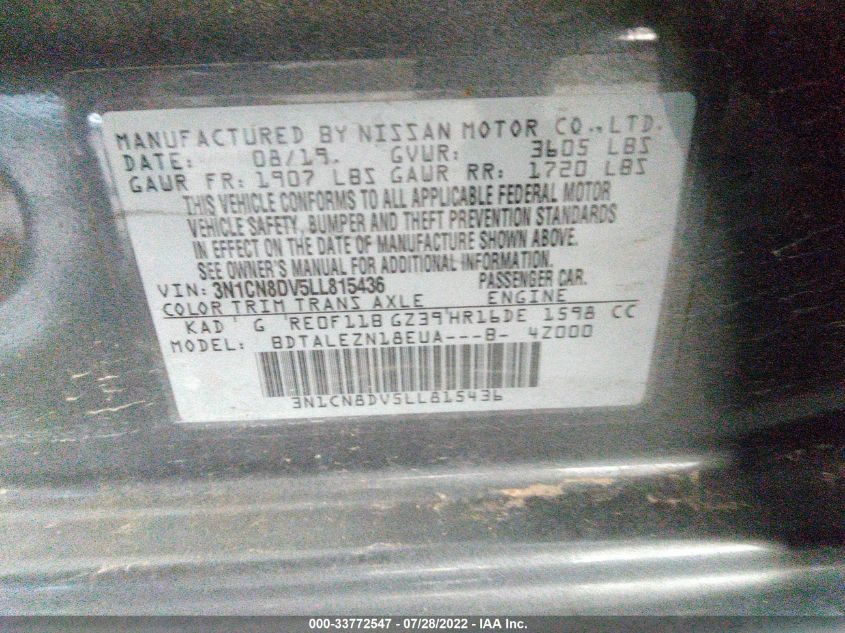 MANUFACTURED BY NISSAN MOTOR CO., LTD.
DATE: 08/19. GVWR: 3605 LBS
GAWR FR: 1907 LBS GAWR RR: 1720 LBS
THIS VEHICLE CONFORMS TO ALL APPLICABLE FEDERAL MOTOR
VEHICLE SAFETY, BUMPER AND THEFT PREVENTION STANDARDS
IN EFFECT ON THE DATE OF MANUFACTURE SHOWN ABOVE.
SEE OWNER'S MANUAL FOR ADDITIONAL INFORMATION.
VIN: 3N1CN8DV5LL815436 PASSENGER CAR.
COLOR TRIM TRANS AXLE ENGINE
KAD G RE0F11B GZ39 HR16DE 1598 CC
MODEL: BDTALEZN18EUA---B- 4Z000
3N1CN8DV5LL815436
000-33772547 - 07/28/2022 - IAA Inc.